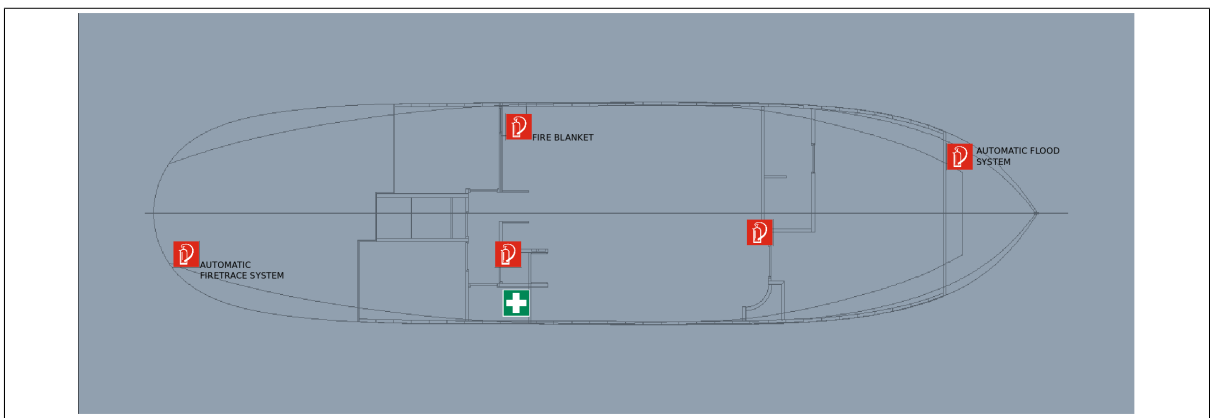 FIRE BLANKET
AUTOMATIC FLOOD
SYSTEM
AUTOMATIC
FIRETRACE SYSTEM